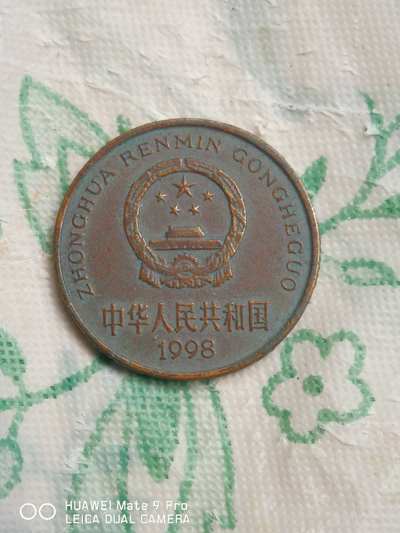 ZHONGHUA RENMIN GONGHEGUO
中华人民共和国
1998
HUAWEI Mate 9 Pro
LEICA DUAL CAMERA